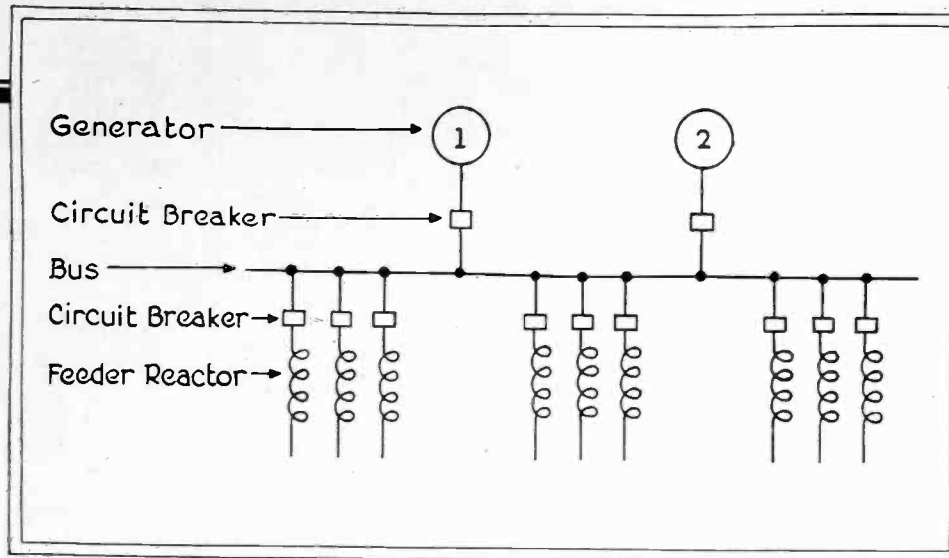 Generator
1
2
Circuit Breaker
Bus
Circuit Breaker
Feeder Reactor